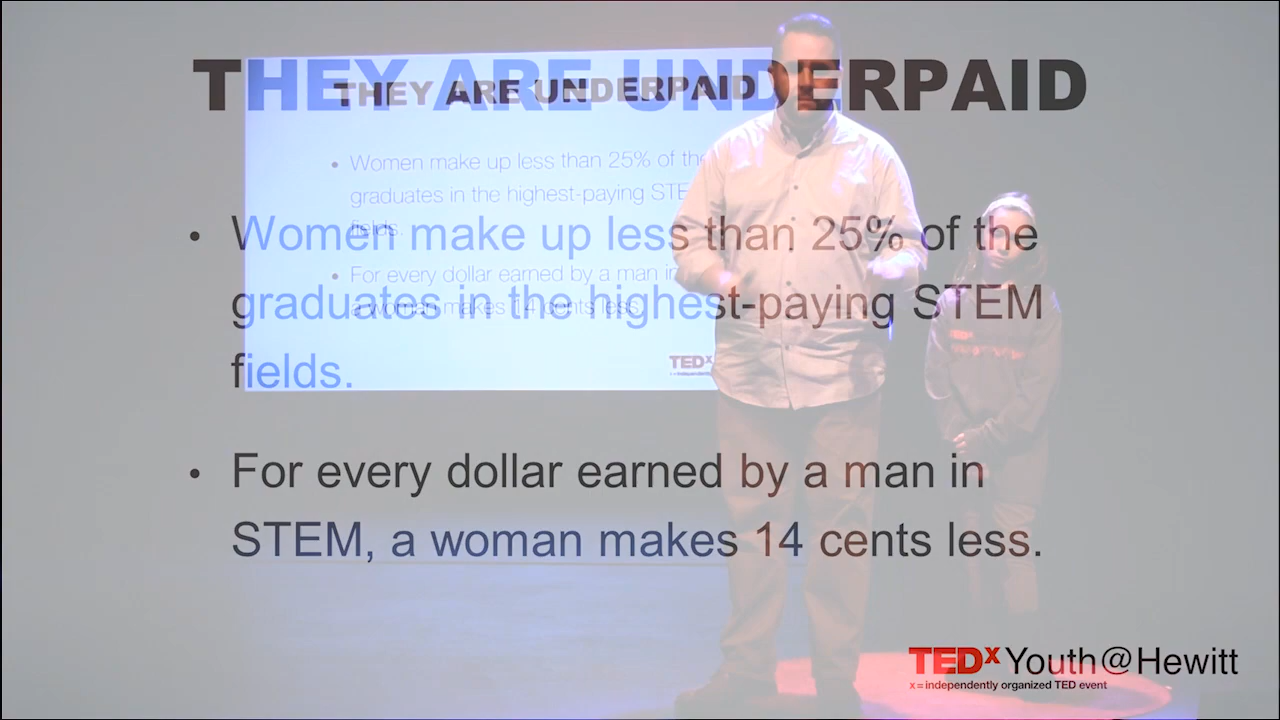 THEY ARE UNDERPAID
• Women make up less than 25% of the
graduates in the highest-paying STEM
fields.
• For every dollar earned by a man in
STEM, a woman makes 14 cents less.
TEDx Youth@Hewitt
x = independently organized TED event
THEY ARE UNDERPAID
• Women make up less than 25% of the
graduates in the highest-paying STE
fields.
• For every dollar earned by a man in
a woman makes 14 cents less.
TEDx